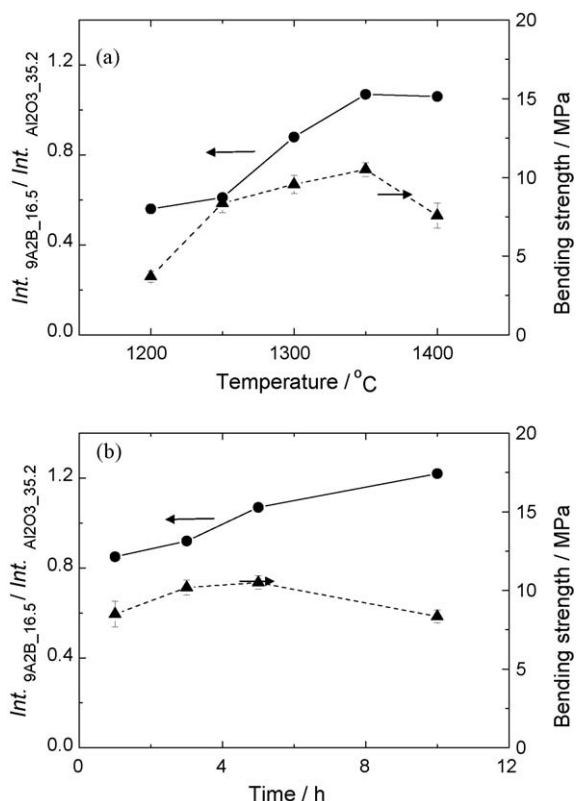 (a)
Int. 9A2B_16.5 / Int. Al2O3_35.2
1.2
0.8
0.4
0.0
20
15
10
5
0
Bending strength / MPa
1200 1300 1400
Temperature / °C
(b)
Int. 9A2B_16.5 / Int. Al2O3_35.2
1.2
0.8
0.4
0.0
20
15
10
5
0
Bending strength / MPa
0 4 8 12
Time / h